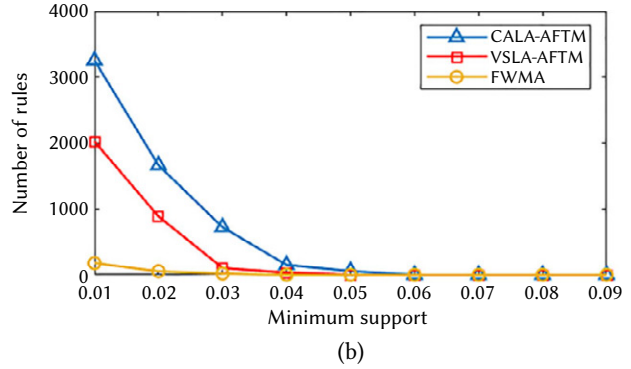 CALA-AFTM
VSLA-AFTM
FWMA
Number of rules
4000
3000
2000
1000
0
0.01 0.02 0.03 0.04 0.05 0.06 0.07 0.08 0.09
Minimum support
(b)